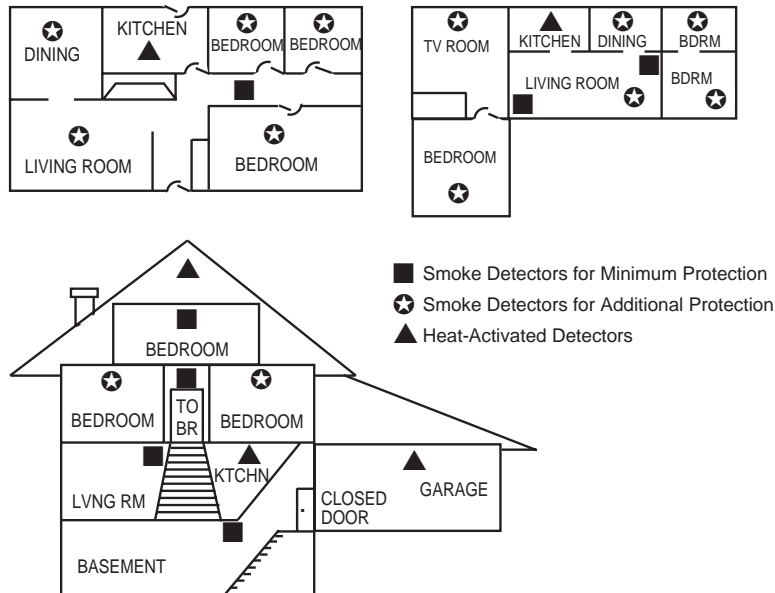 DINING
KITCHEN
BEDROOM
BEDROOM
LIVING ROOM
BEDROOM
TV ROOM
KITCHEN
DINING
BDRM
LIVING ROOM
BDRM
BEDROOM
Smoke Detectors for Minimum Protection
Smoke Detectors for Additional Protection
Heat-Activated Detectors
BEDROOM
BEDROOM
TO
BR
BEDROOM
LVNG RM
KTCHN
CLOSED
DOOR
GARAGE
BASEMENT